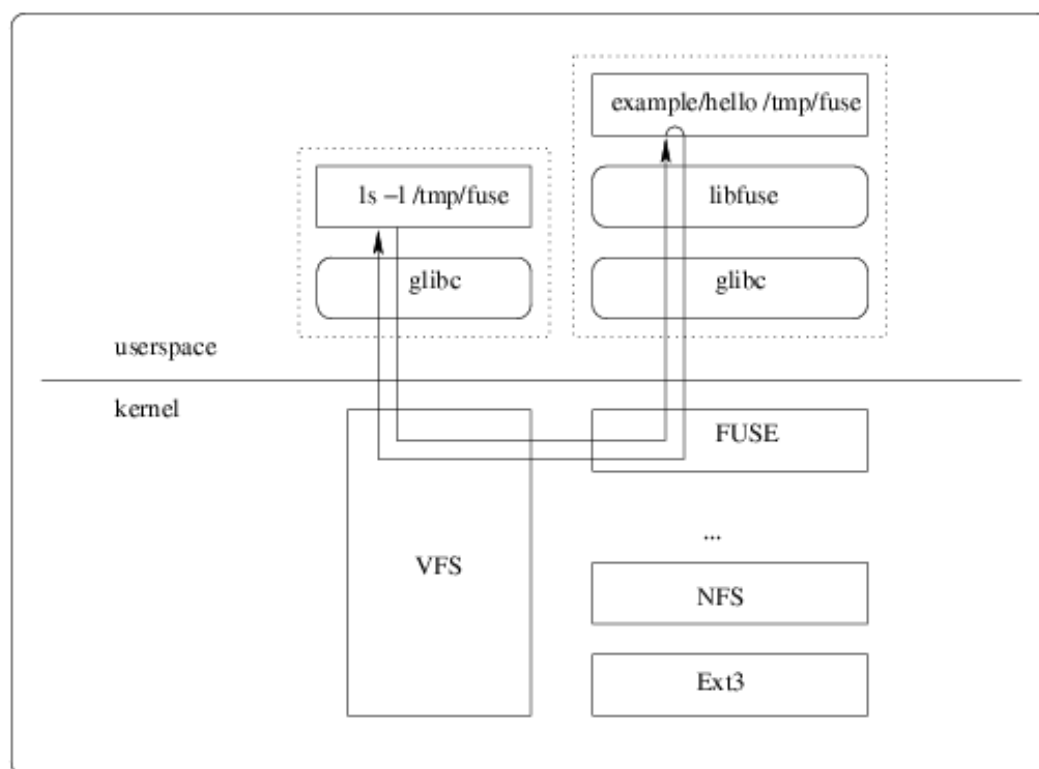 example/hello /tmp/fuse
ls −l /tmp/fuse
libfuse
glibc
glibc
userspace
kernel
FUSE
...
VFS
NFS
Ext3